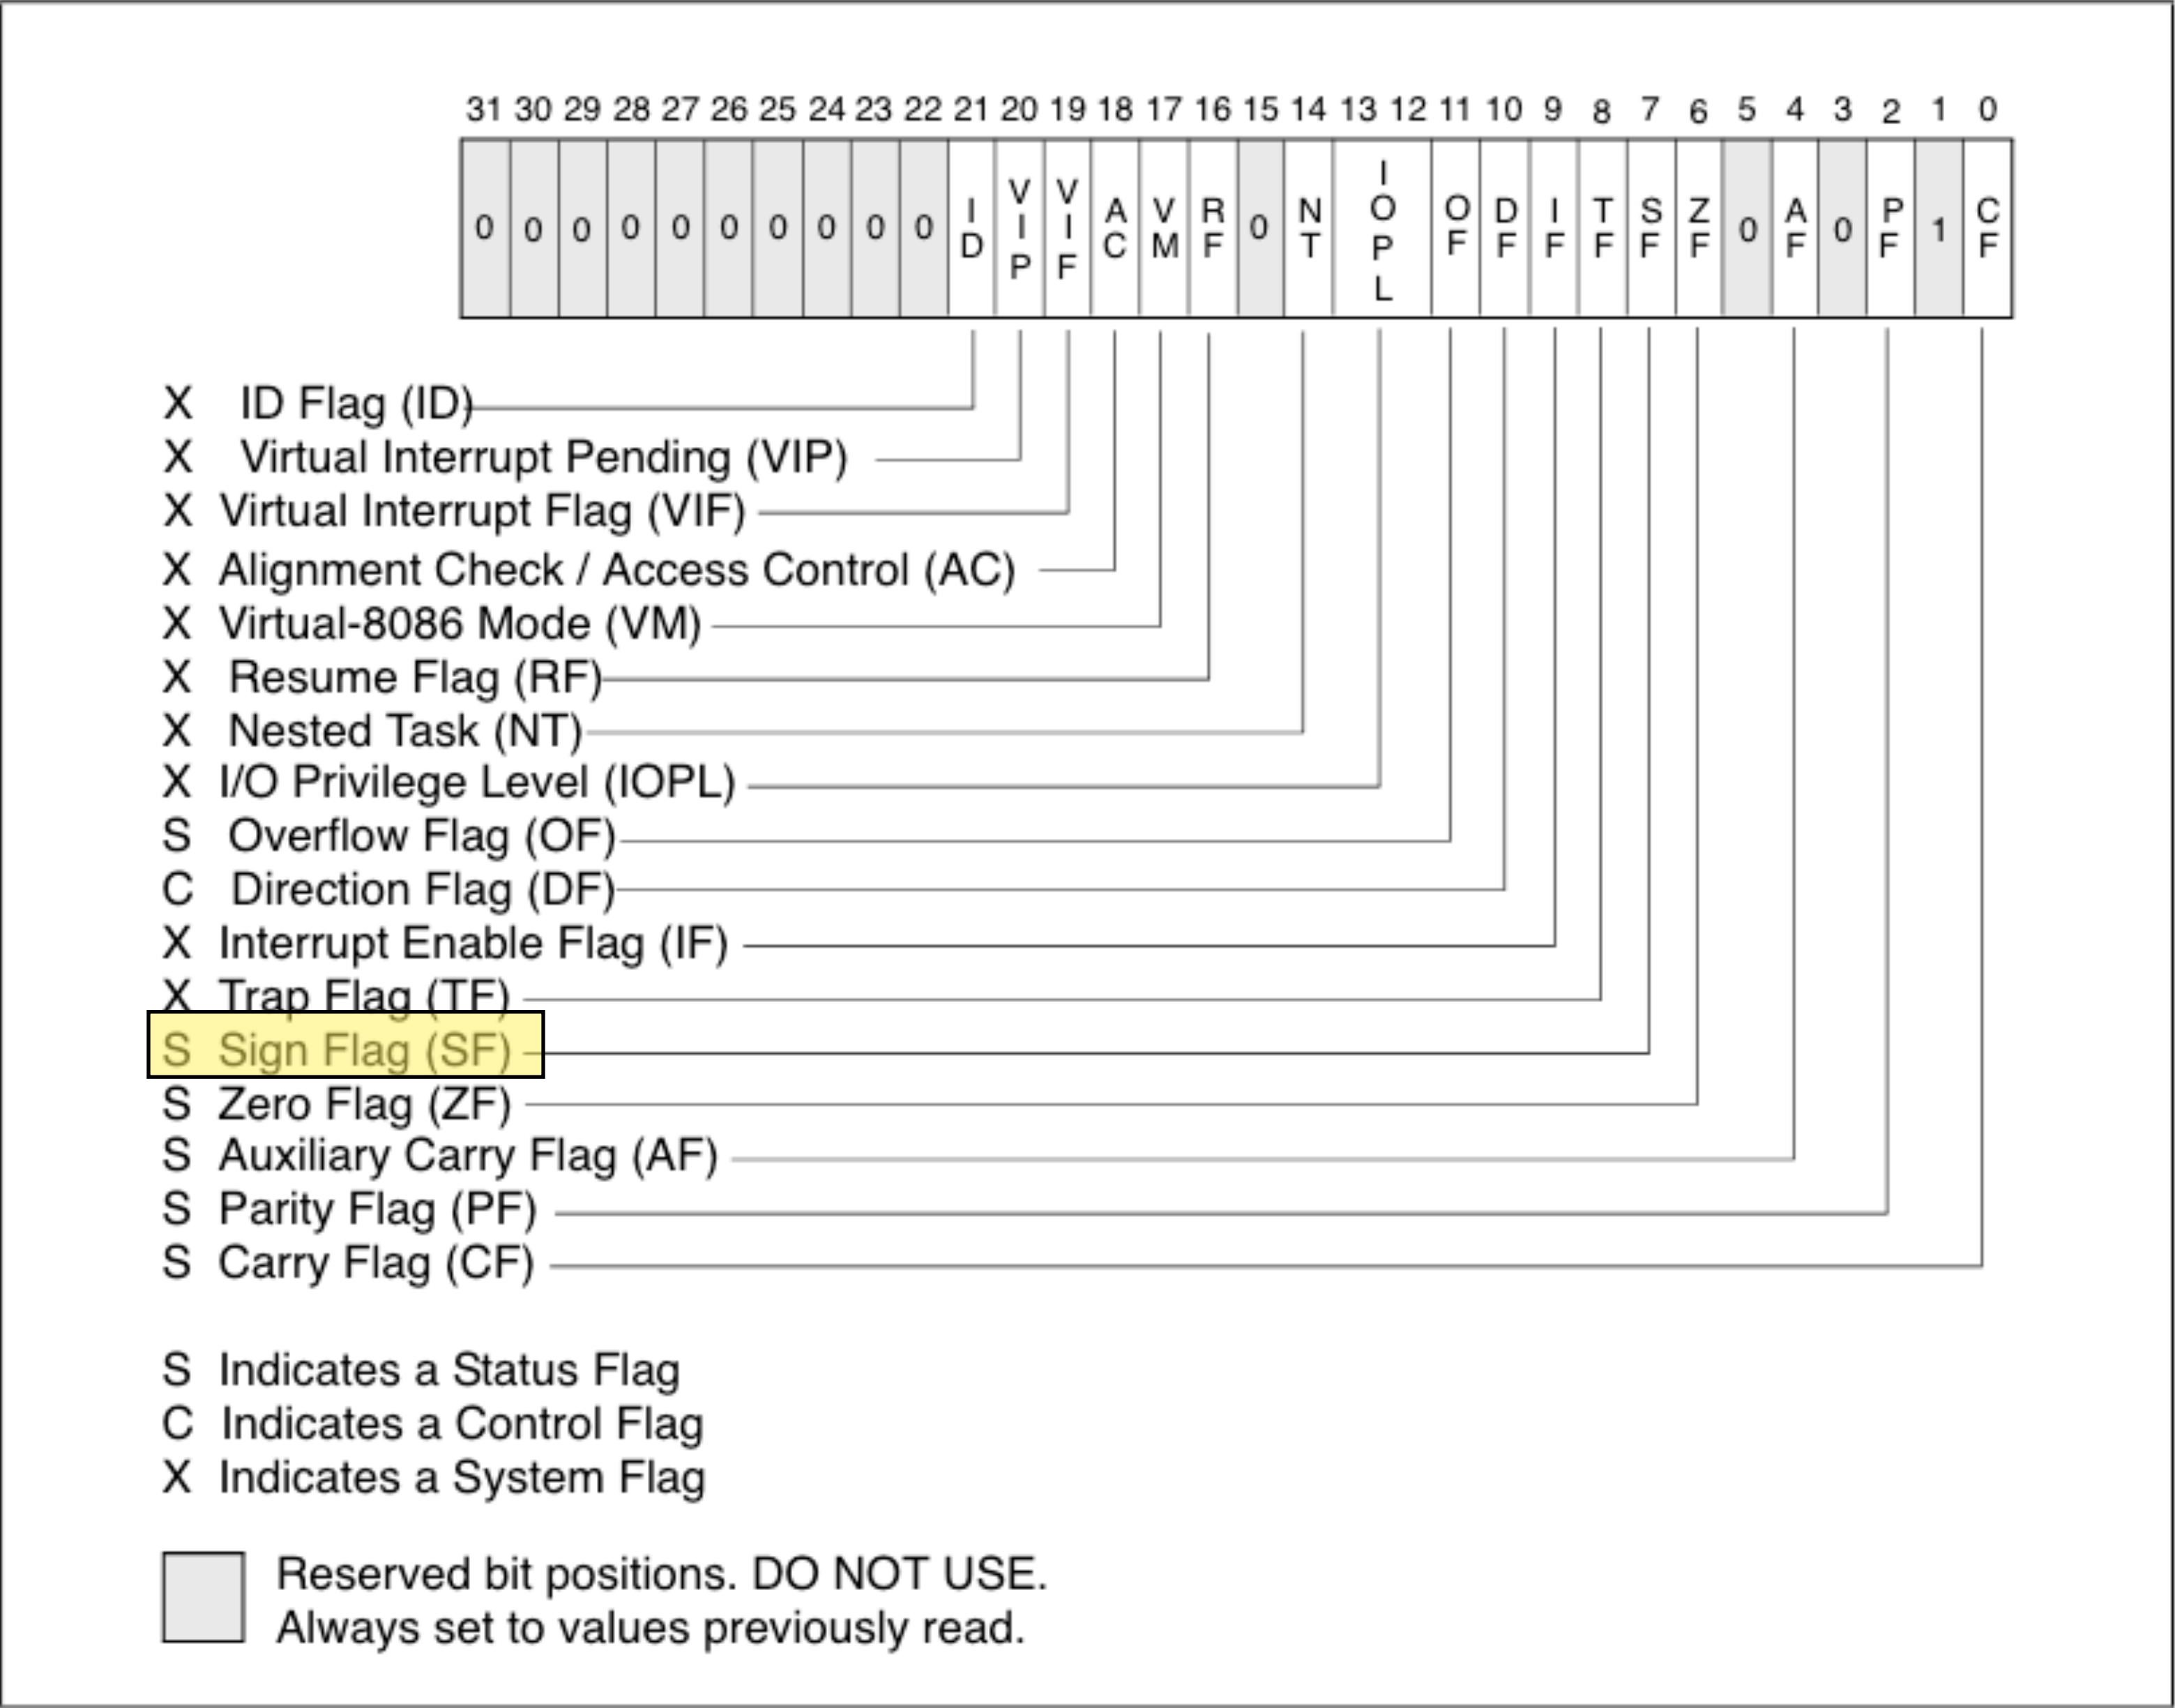 31 30 29 28 27 26 25 24 23 22 21 20 19 18 17 16 15 14 13 12 11 10 9 8 7 6 5 4 3 2 1 0
0 0 0 0 0 0 0 0 0 0 ID VIP VIF AC VM RF 0 NT IOPL OF DF IF TF SF ZF 0 AF 0 PF 1 CF
X ID Flag (ID)
X Virtual Interrupt Pending (VIP)
X Virtual Interrupt Flag (VIF)
X Alignment Check / Access Control (AC)
X Virtual-8086 Mode (VM)
X Resume Flag (RF)
X Nested Task (NT)
X I/O Privilege Level (IOPL)
S Overflow Flag (OF)
C Direction Flag (DF)
X Interrupt Enable Flag (IF)
X Trap Flag (TF)
S Sign Flag (SF)
S Zero Flag (ZF)
S Auxiliary Carry Flag (AF)
S Parity Flag (PF)
S Carry Flag (CF)
S Indicates a Status Flag
C Indicates a Control Flag
X Indicates a System Flag
Reserved bit positions. DO NOT USE.
Always set to values previously read.